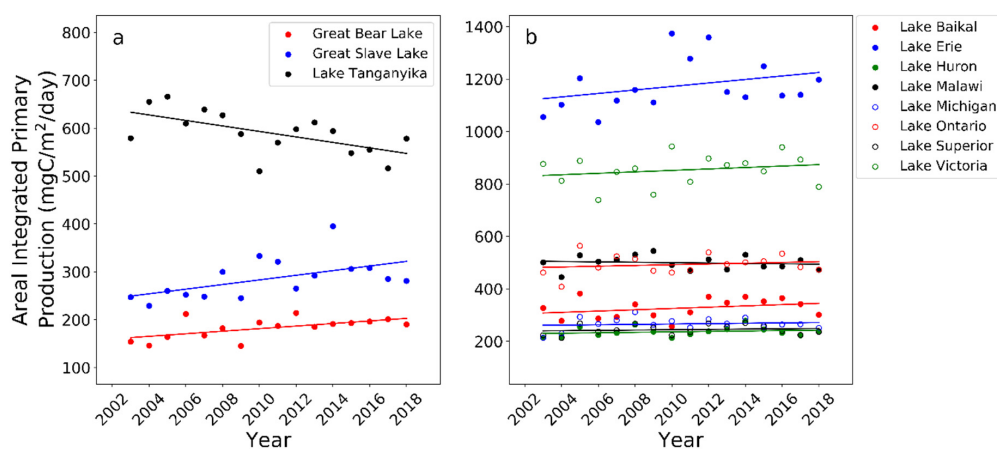 Areal Integrated Primary
Production (mgC/m²/day)
a
Great Bear Lake
Great Slave Lake
Lake Tanganyika
800
700
600
500
400
300
200
100
2002
2004
2006
2008
2010
2012
2014
2016
2018
Year
b
1400
1200
1000
800
600
400
200
2002
2004
2006
2008
2010
2012
2014
2016
2018
Year
Lake Baikal
Lake Erie
Lake Huron
Lake Malawi
Lake Michigan
Lake Ontario
Lake Superior
Lake Victoria